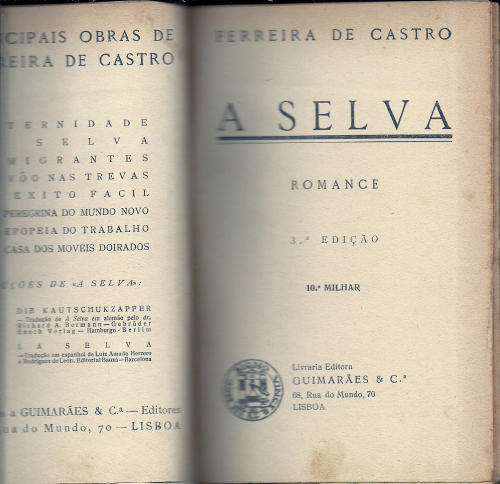 CIPAIS OBRAS DE
REIRA DE CASTRO
TERNIDADE
SELVA
MIGRANTES
VÔO NAS TREVAS
EXITO FACIL
PEREGRINA DO MUNDO NOVO
EPOPEIA DO TRABALHO
CASA DOS MOVEIS DOIRADOS
ÇÕES DE «A SELVA»:
DIE KAUTSCHUKZAPFER
—Tradução de A Selva em alemão pelo dr.
Richard A. Bermann—Gebrüder
Enoch Verlag—Hamburgo-Berlim
LA SELVA
—Tradução em espanhol de Luiz Amado Herrero
e Rodrigues de Leon, Editorial Bauzá—Barcelona
a GUIMARÃES & C.ª—Editores
ua do Mundo, 70—LISBOA
FERREIRA DE CASTRO
A SELVA
ROMANCE
3.ª EDIÇÃO
10.º MILHAR
Livraria Editora
GUIMARÃES & C.ª
68, Rua do Mundo, 70
LISBOA